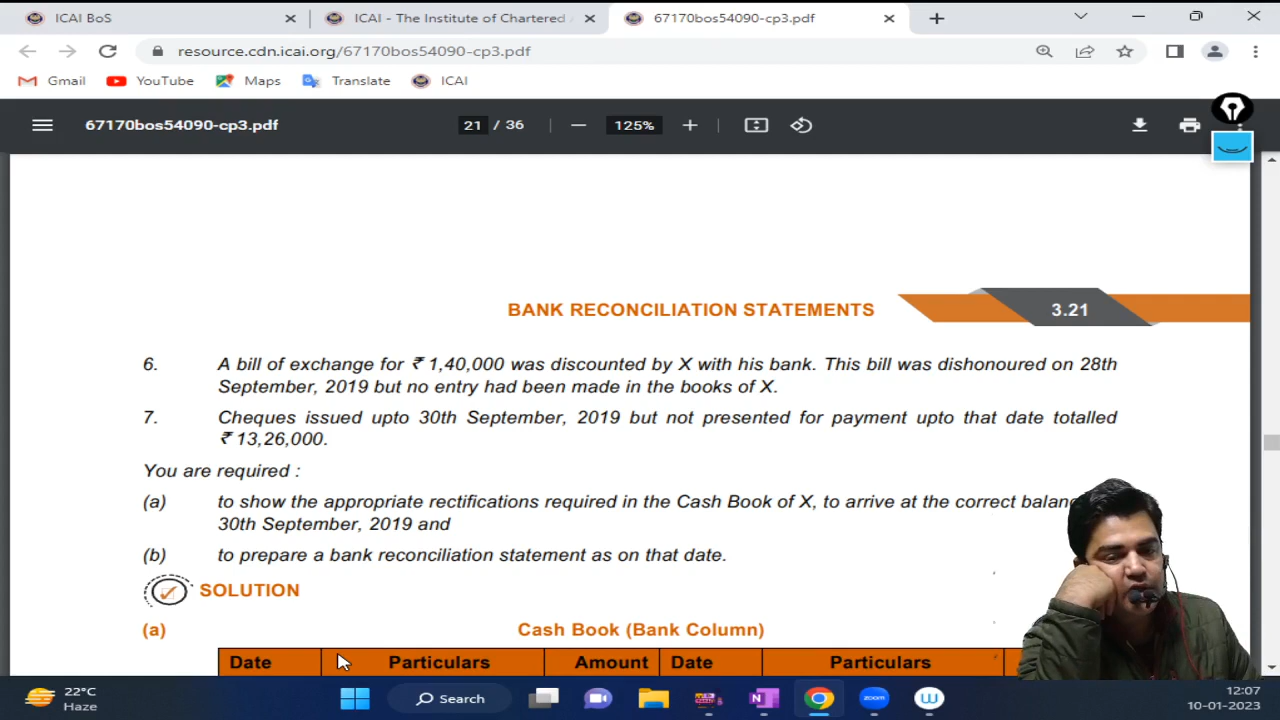 ICAI BoS
ICAI - The Institute of Chartered
67170bos54090-cp3.pdf
resource.cdn.icai.org/67170bos54090-cp3.pdf
Gmail YouTube Maps Translate ICAI
67170bos54090-cp3.pdf 21 / 36 125%
BANK RECONCILIATION STATEMENTS 3.21
6. A bill of exchange for ₹ 1,40,000 was discounted by X with his bank. This bill was dishonoured on 28th
September, 2019 but no entry had been made in the books of X.
7. Cheques issued upto 30th September, 2019 but not presented for payment upto that date totalled
₹ 13,26,000.
You are required :
(a) to show the appropriate rectifications required in the Cash Book of X, to arrive at the correct balan
30th September, 2019 and
(b) to prepare a bank reconciliation statement as on that date.
SOLUTION
(a) Cash Book (Bank Column)
Date Particulars Amount Date Particulars
22°C
Haze
Search
zoom
12:07
10-01-2023